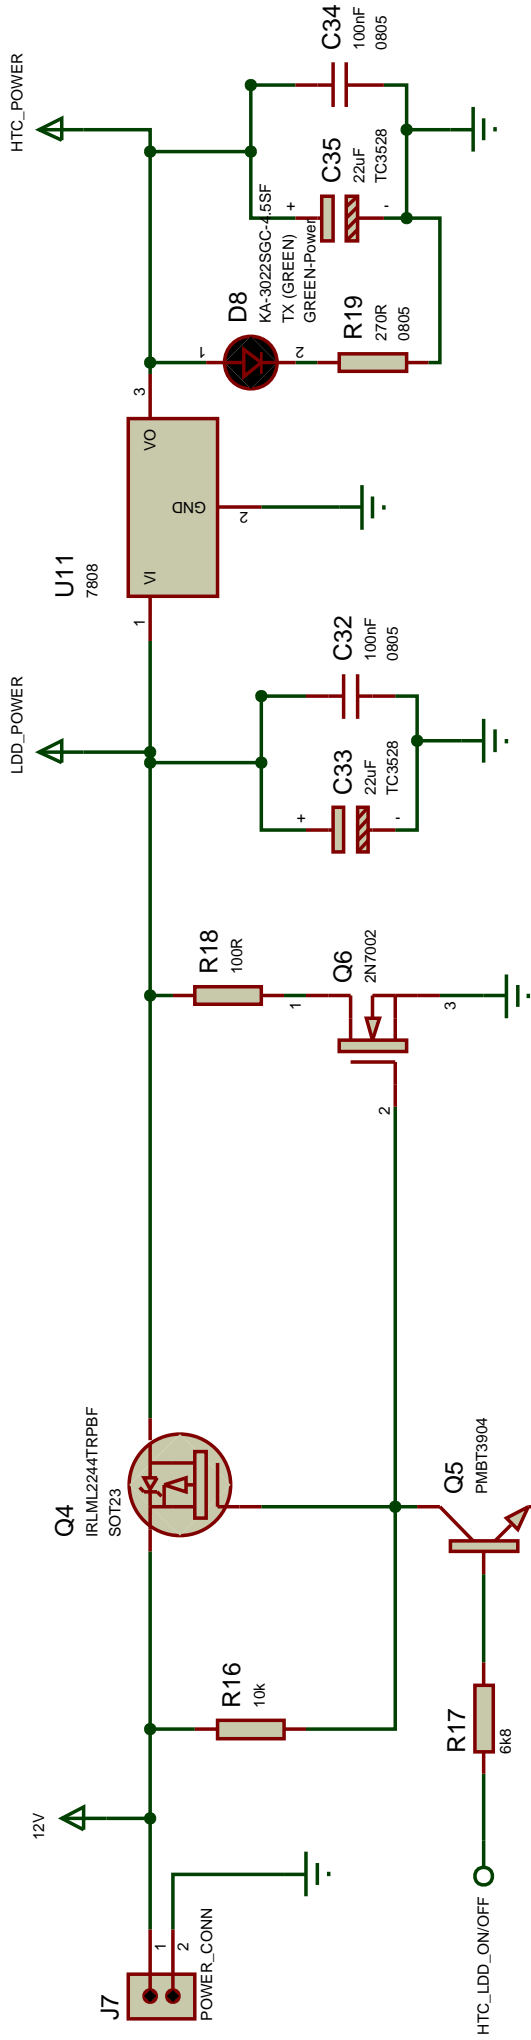 J7
POWER_CONN
1
2
12V
HTC_LDD_ON/OFF
R16
10k
R17
6k8
Q4
IRLML2244TRPBF
SOT23
Q5
PMBT3904
R18
100R
Q6
2N7002
1
2
3
LDD_POWER
C33
22uF
TC3528
+
-
C32
100nF
0805
U11
7808
1
VI
VO
3
GND
2
HTC_POWER
D8
KA-3022SGC-4.5SF
TX (GREEN)
GREEN-Power
1
2
R19
270R
0805
C35
22uF
TC3528
+
-
C34
100nF
0805